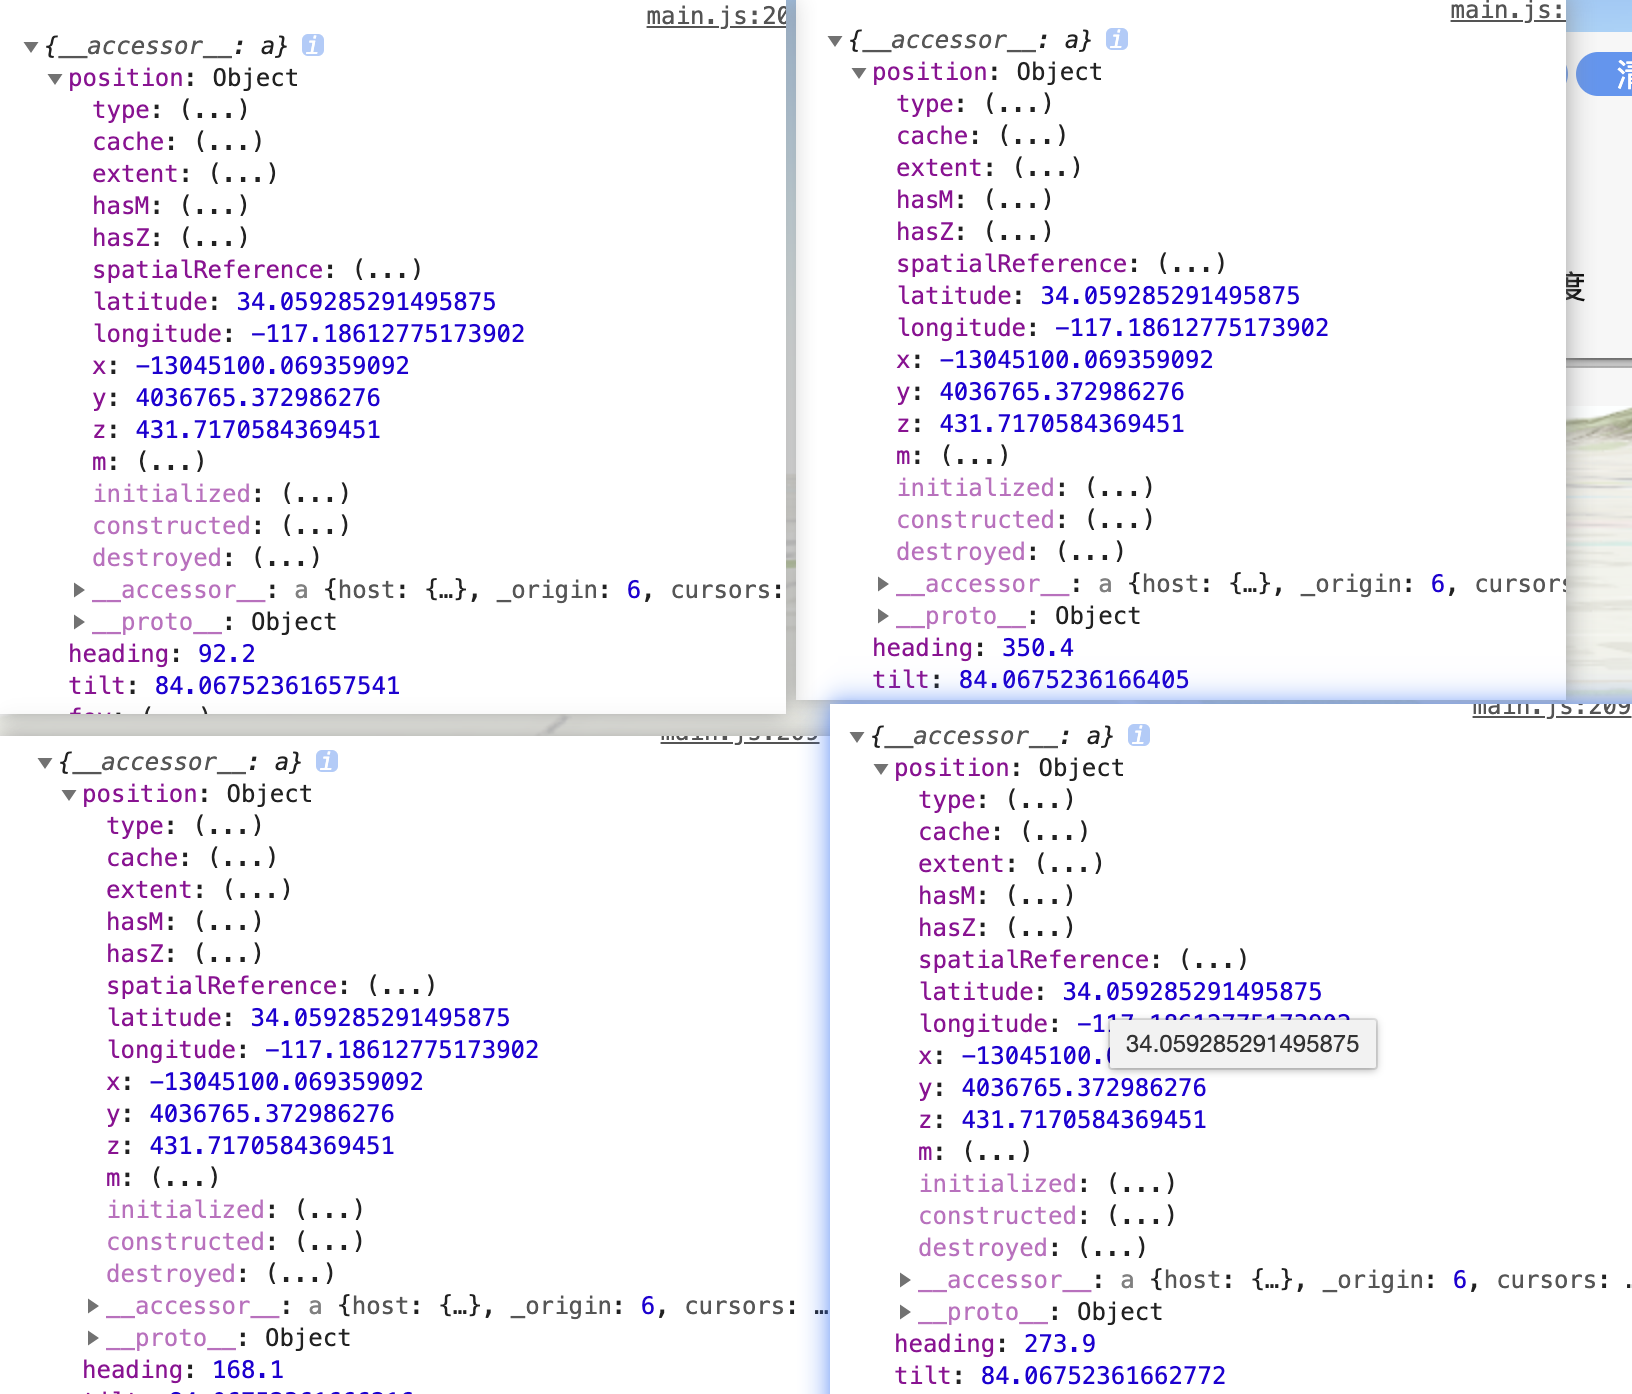 main.js:20
{__accessor__: a} i
position: Object
type: (...)
cache: (...)
extent: (...)
hasM: (...)
hasZ: (...)
spatialReference: (...)
latitude: 34.059285291495875
longitude: -117.18612775173902
x: -13045100.069359092
y: 4036765.372986276
z: 431.7170584369451
m: (...)
initialized: (...)
constructed: (...)
destroyed: (...)
__accessor__: a {host: {…}, _origin: 6, cursors:
__proto__: Object
heading: 92.2
tilt: 84.06752361657541
main.js:
{__accessor__: a} i
position: Object
type: (...)
cache: (...)
extent: (...)
hasM: (...)
hasZ: (...)
spatialReference: (...)
latitude: 34.059285291495875
longitude: -117.18612775173902
x: -13045100.069359092
y: 4036765.372986276
z: 431.7170584369451
m: (...)
initialized: (...)
constructed: (...)
destroyed: (...)
__accessor__: a {host: {…}, _origin: 6, cursors
__proto__: Object
heading: 350.4
tilt: 84.0675236166405
清
度
main.js:209
{__accessor__: a} i
position: Object
type: (...)
cache: (...)
extent: (...)
hasM: (...)
hasZ: (...)
spatialReference: (...)
latitude: 34.059285291495875
longitude: -117.18612775173902
x: -13045100.069359092
y: 4036765.372986276
z: 431.7170584369451
m: (...)
initialized: (...)
constructed: (...)
destroyed: (...)
__accessor__: a {host: {…}, _origin: 6, cursors: …
__proto__: Object
heading: 168.1
main.js:209
{__accessor__: a} i
position: Object
type: (...)
cache: (...)
extent: (...)
hasM: (...)
hasZ: (...)
spatialReference: (...)
latitude: 34.059285291495875
longitude: -117.18612775173902
34.059285291495875
x: -13045100.0
y: 4036765.372986276
z: 431.7170584369451
m: (...)
initialized: (...)
constructed: (...)
destroyed: (...)
__accessor__: a {host: {…}, _origin: 6, cursors: …
__proto__: Object
heading: 273.9
tilt: 84.06752361662772